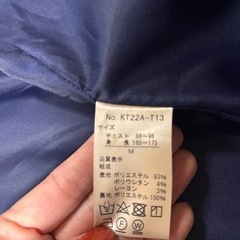 No. KT22A-T13
サイズ
チェスト 88～96
身長 165～175
M
品質表示
組成
表地 ポリエステル 93%
ポリウレタン 4%
レーヨン 3%
裏地 ポリエステル 100%